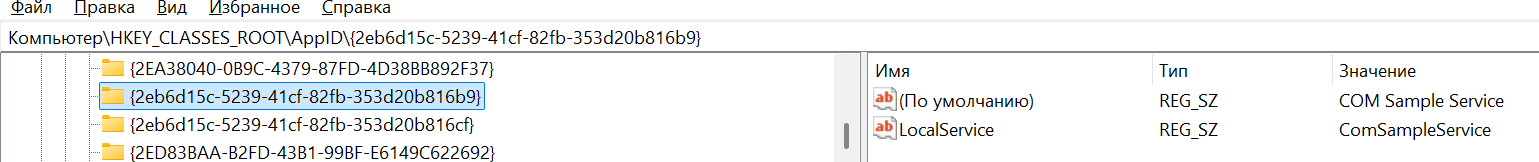 Файл Правка Вид Избранное Справка
Компьютер\HKEY_CLASSES_ROOT\AppID\{2eb6d15c-5239-41cf-82fb-353d20b816b9}
{2EA38040-0B9C-4379-87FD-4D38BB892F37}
{2eb6d15c-5239-41cf-82fb-353d20b816b9}
{2eb6d15c-5239-41cf-82fb-353d20b816cf}
{2ED83BAA-B2FD-43B1-99BF-E6149C622692}
Имя Тип Значение
ab (По умолчанию) REG_SZ COM Sample Service
ab LocalService REG_SZ ComSampleService